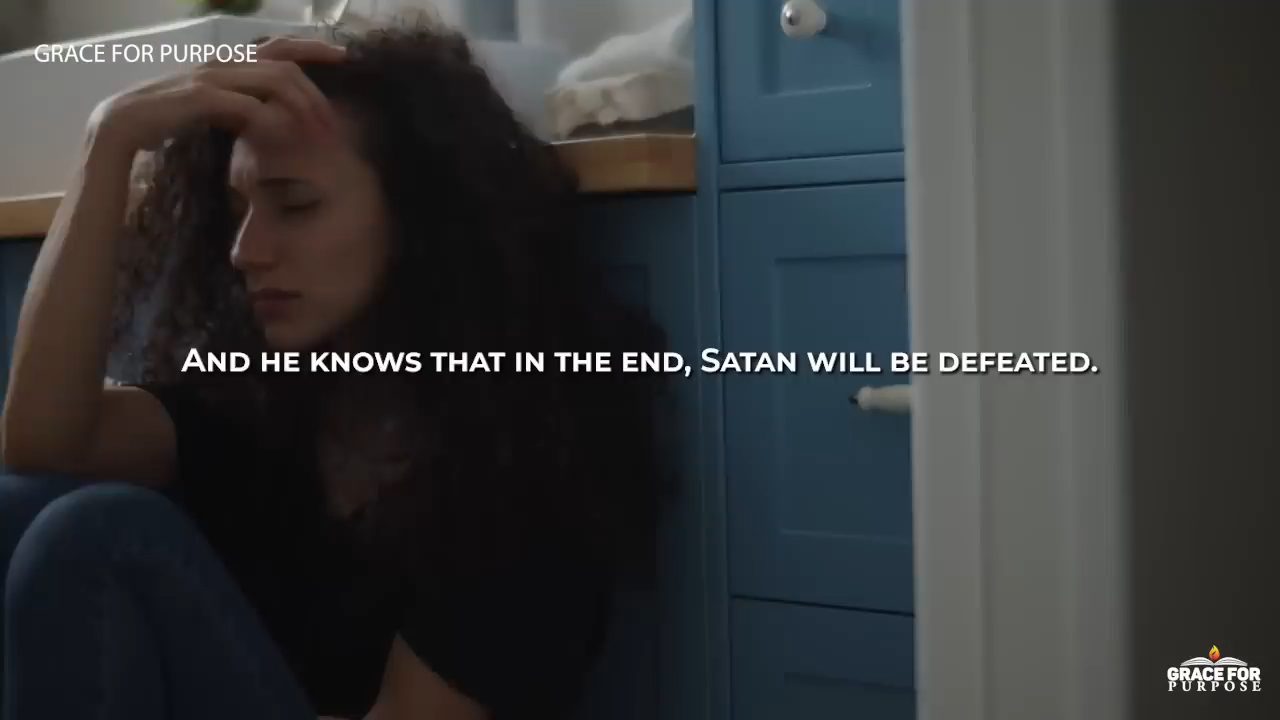 GRACE FOR PURPOSE
And he knows that in the end, Satan will be defeated.
GRACE FOR
PURPOSE